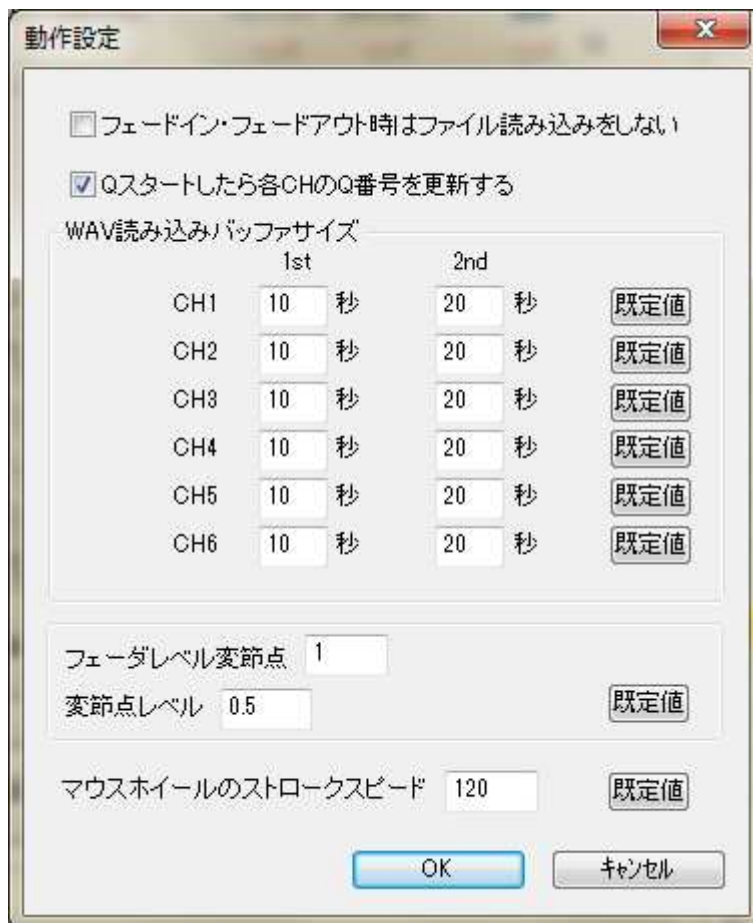 動作設定
フェードイン・フェードアウト時はファイル読み込みをしない
Qスタートしたら各CHのQ番号を更新する
WAV読み込みバッファサイズ
1st 2nd
CH1 10 秒 20 秒 既定値
CH2 10 秒 20 秒 既定値
CH3 10 秒 20 秒 既定値
CH4 10 秒 20 秒 既定値
CH5 10 秒 20 秒 既定値
CH6 10 秒 20 秒 既定値
フェーダレベル変節点 1
変節点レベル 0.5 既定値
マウスホイールのストロークスピード 120 既定値
OK キャンセル